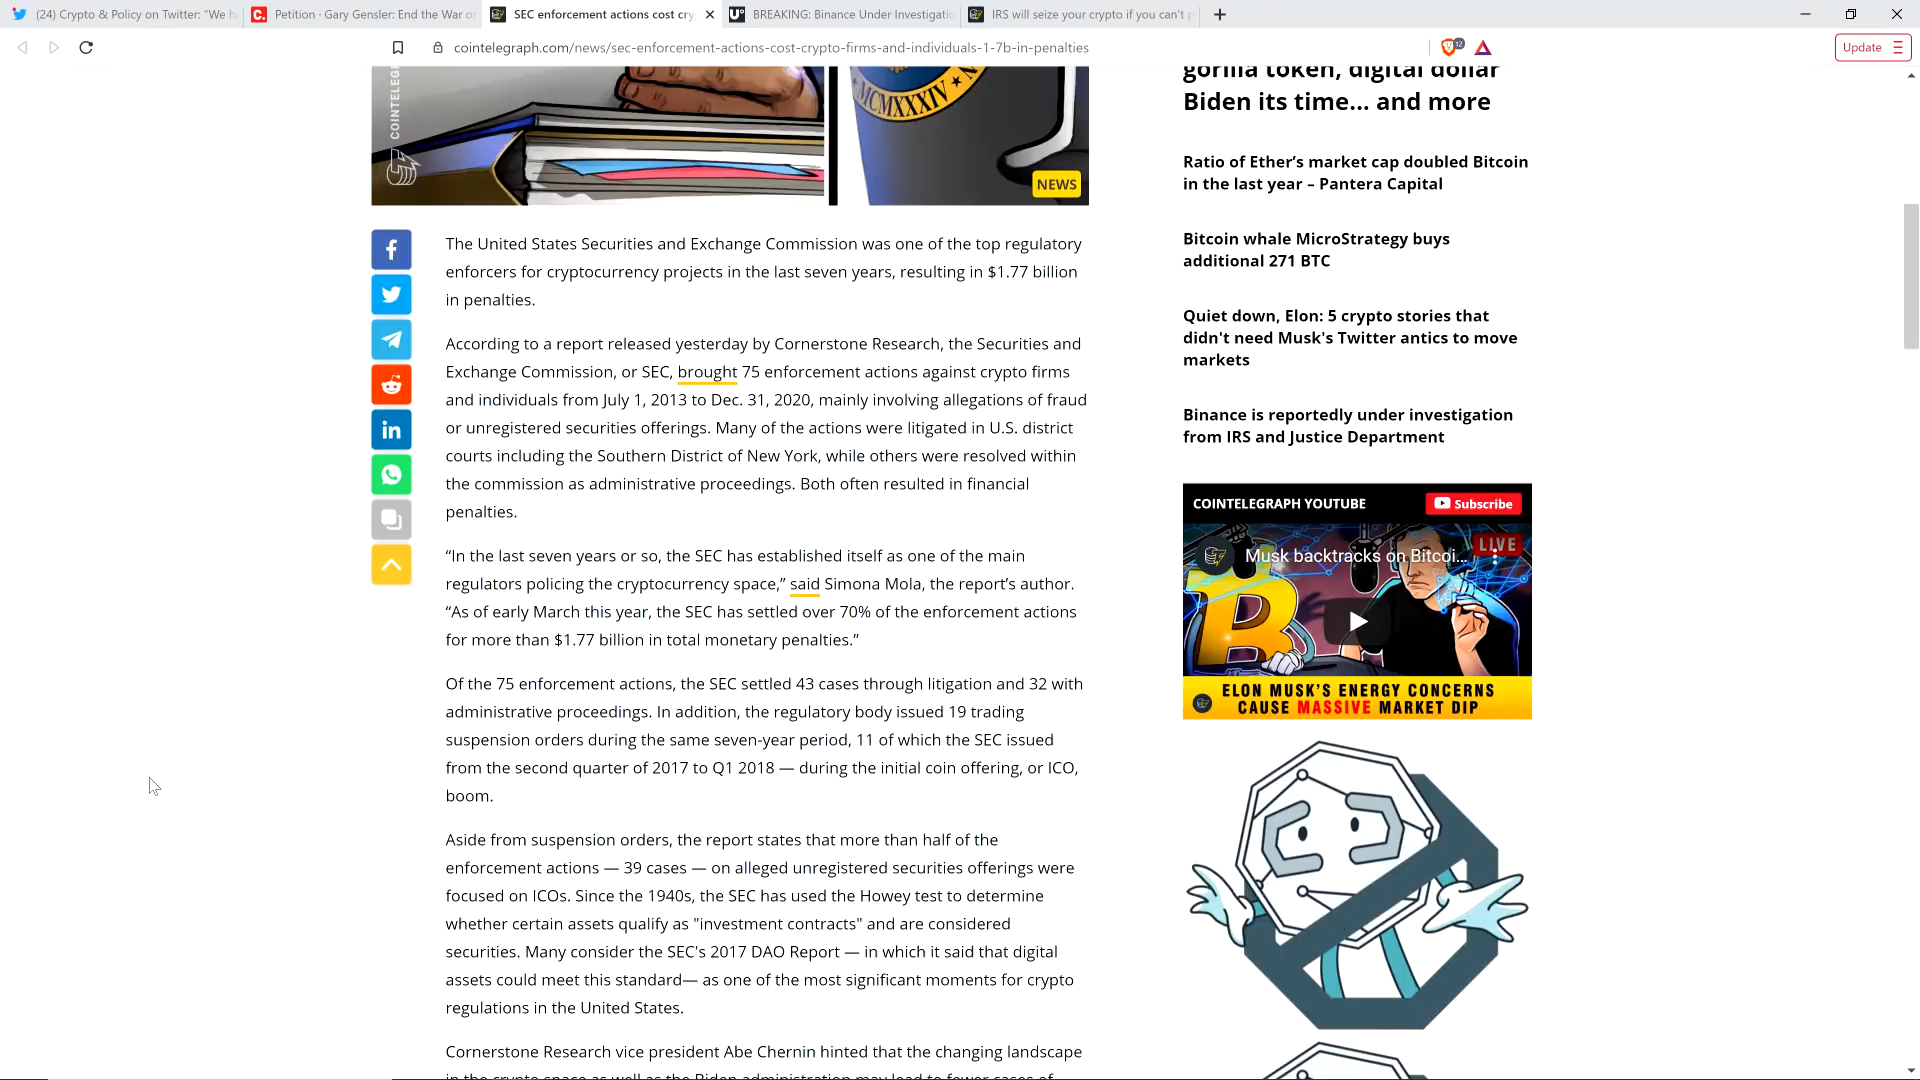 (24) Crypto & Policy on Twitter: "We h
Petition · Gary Gensler: End the War o
SEC enforcement actions cost cry
BREAKING: Binance Under Investigatio
IRS will seize your crypto if you can't p
cointelegraph.com/news/sec-enforcement-actions-cost-crypto-firms-and-individuals-1-7b-in-penalties
12
Update
COINTELEGR
MCMXXXIV
NEWS
The United States Securities and Exchange Commission was one of the top regulatory
enforcers for cryptocurrency projects in the last seven years, resulting in $1.77 billion
in penalties.
According to a report released yesterday by Cornerstone Research, the Securities and
Exchange Commission, or SEC, brought 75 enforcement actions against crypto firms
and individuals from July 1, 2013 to Dec. 31, 2020, mainly involving allegations of fraud
or unregistered securities offerings. Many of the actions were litigated in U.S. district
courts including the Southern District of New York, while others were resolved within
the commission as administrative proceedings. Both often resulted in financial
penalties.
“In the last seven years or so, the SEC has established itself as one of the main
regulators policing the cryptocurrency space,” said Simona Mola, the report’s author.
“As of early March this year, the SEC has settled over 70% of the enforcement actions
for more than $1.77 billion in total monetary penalties.”
Of the 75 enforcement actions, the SEC settled 43 cases through litigation and 32 with
administrative proceedings. In addition, the regulatory body issued 19 trading
suspension orders during the same seven-year period, 11 of which the SEC issued
from the second quarter of 2017 to Q1 2018 — during the initial coin offering, or ICO,
boom.
Aside from suspension orders, the report states that more than half of the
enforcement actions — 39 cases — on alleged unregistered securities offerings were
focused on ICOs. Since the 1940s, the SEC has used the Howey test to determine
whether certain assets qualify as "investment contracts" and are considered
securities. Many consider the SEC's 2017 DAO Report — in which it said that digital
assets could meet this standard— as one of the most significant moments for crypto
regulations in the United States.
Cornerstone Research vice president Abe Chernin hinted that the changing landscape
in the crypto space as well as the Biden administration may lead to fewer cases of
gorilla token, digital dollar
Biden its time... and more
Ratio of Ether’s market cap doubled Bitcoin
in the last year – Pantera Capital
Bitcoin whale MicroStrategy buys
additional 271 BTC
Quiet down, Elon: 5 crypto stories that
didn't need Musk's Twitter antics to move
markets
Binance is reportedly under investigation
from IRS and Justice Department
COINTELEGRAPH YOUTUBE
Subscribe
Musk backtracks on Bitcoi...
LIVE
ELON MUSK’S ENERGY CONCERNS
CAUSE MASSIVE MARKET DIP